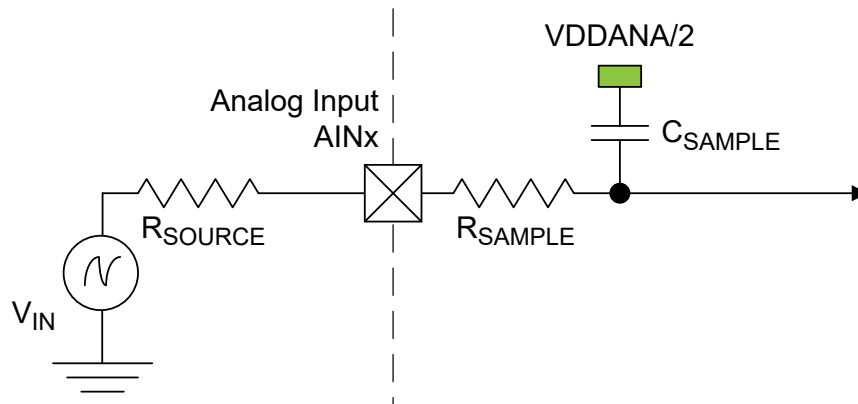 VDDANA/2
Analog Input
AINx
CSAMPLE
RSOURCE
RSAMPLE
VIN